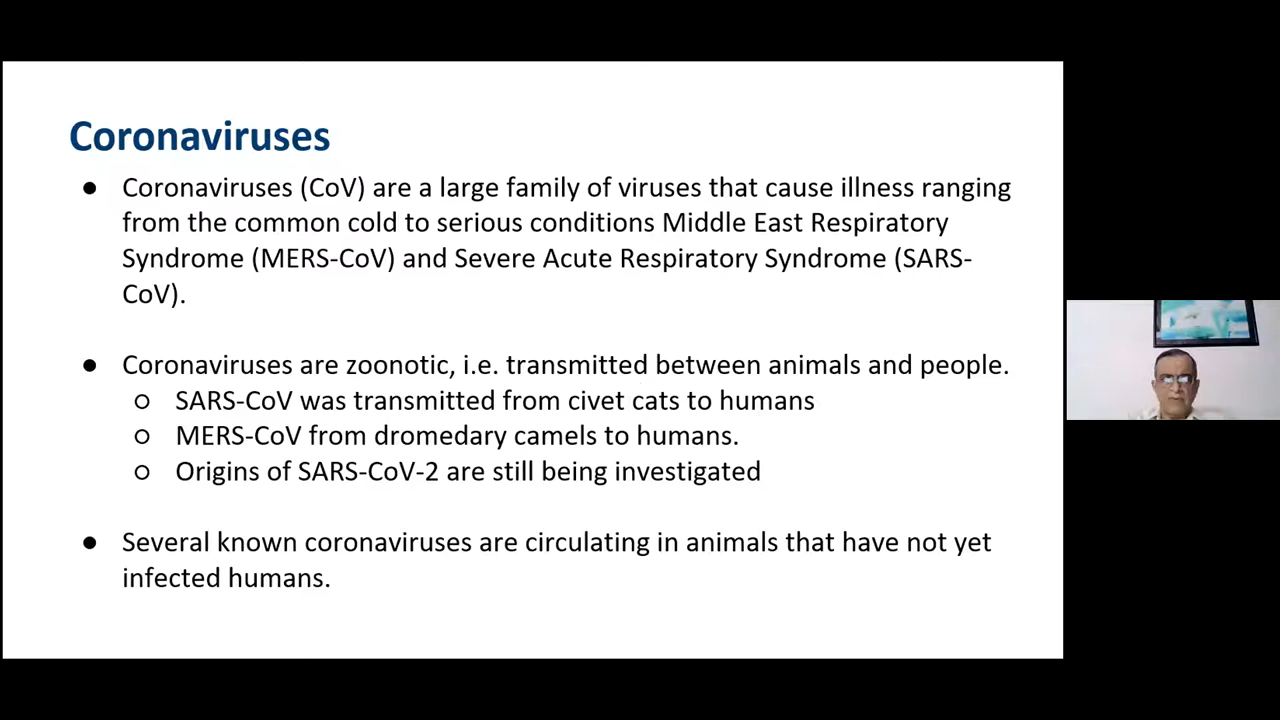 Coronaviruses
● Coronaviruses (CoV) are a large family of viruses that cause illness ranging
from the common cold to serious conditions Middle East Respiratory
Syndrome (MERS-CoV) and Severe Acute Respiratory Syndrome (SARS-
CoV).
● Coronaviruses are zoonotic, i.e. transmitted between animals and people.
○ SARS-CoV was transmitted from civet cats to humans
○ MERS-CoV from dromedary camels to humans.
○ Origins of SARS-CoV-2 are still being investigated
● Several known coronaviruses are circulating in animals that have not yet
infected humans.